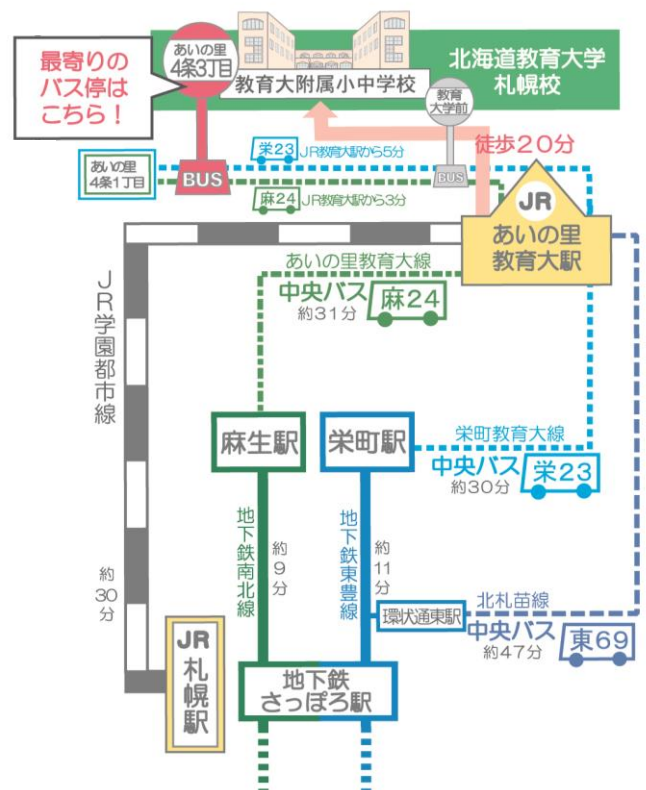 最寄りの
バス停は
こちら！
あいの里
4条3丁目
教育大附属小中学校
北海道教育大学
札幌校
教育
大学前
徒歩20分
栄23
JR教育大駅から5分
あいの里
4条1丁目
BUS
BUS
麻24
JR教育大駅から3分
JR
あいの里
教育大駅
あいの里教育大線
中央バス
麻24
約31分
JR学園都市線
麻生駅
栄町駅
栄町教育大線
中央バス
栄23
約30分
地下鉄南北線
約9分
地下鉄東豊線
約11分
環状通東駅
北札苗線
中央バス
東69
約47分
約30分
JR
札幌駅
地下鉄
さっぽろ駅